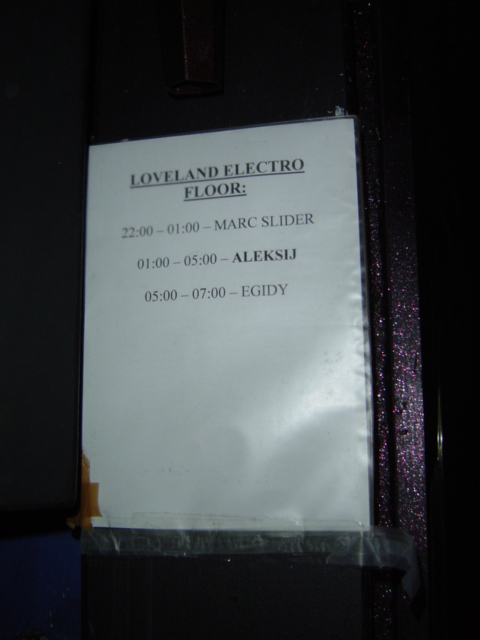 LOVELAND ELECTRO
FLOOR:
22:00 – 01:00 – MARC SLIDER
01:00 – 05:00 – ALEKSIJ
05:00 – 07:00 – EGIDY